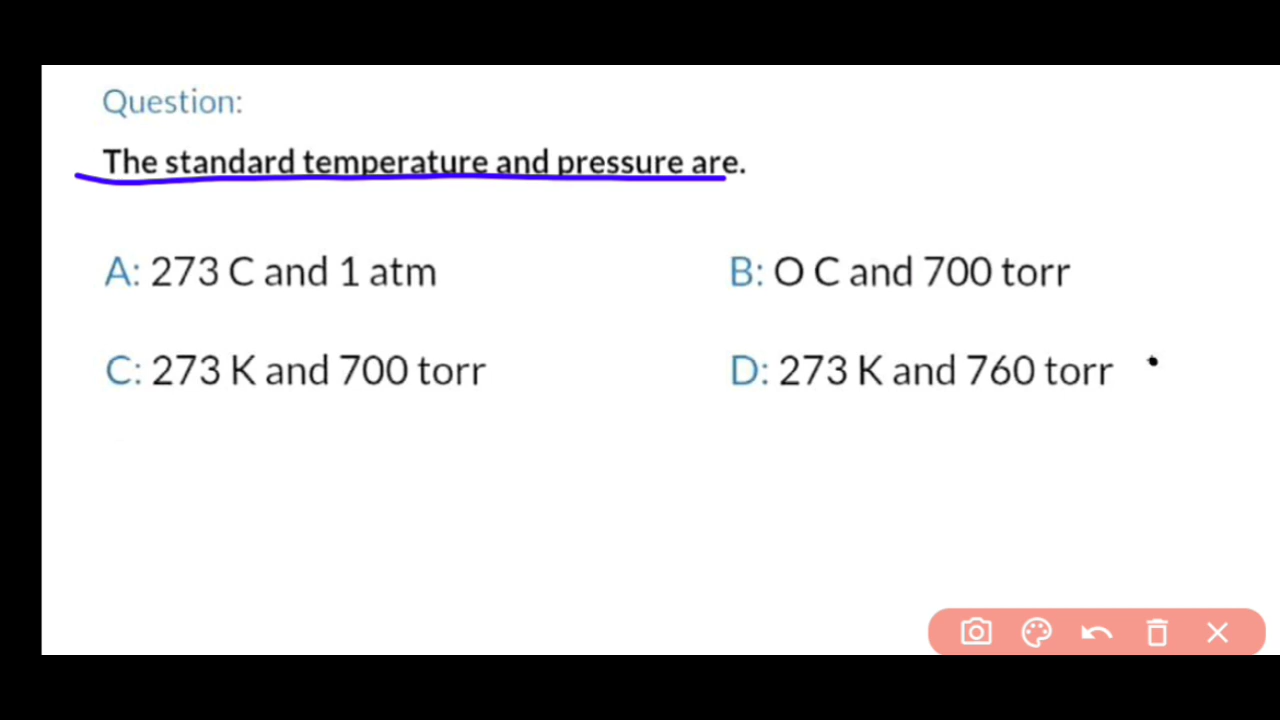 Question:
The standard temperature and pressure are.
A: 273 C and 1 atm
B: O C and 700 torr
C: 273 K and 700 torr
D: 273 K and 760 torr